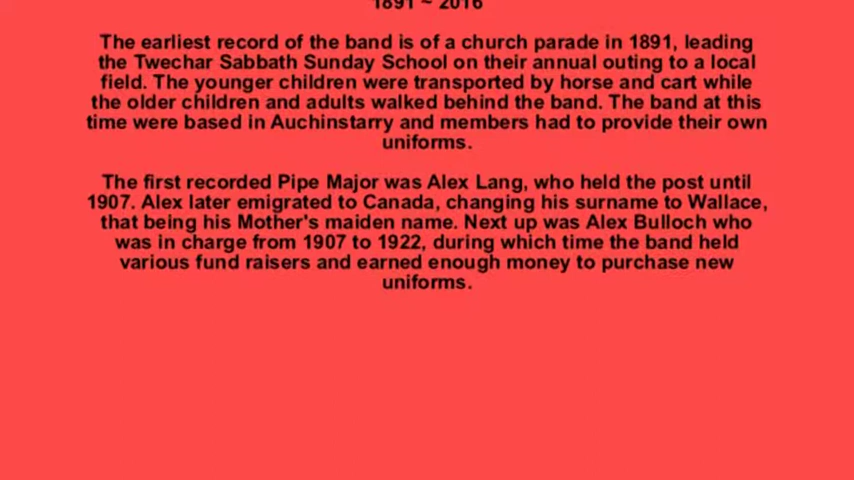 1891 ~ 2016
The earliest record of the band is of a church parade in 1891, leading
the Twechar Sabbath Sunday School on their annual outing to a local
field. The younger children were transported by horse and cart while
the older children and adults walked behind the band. The band at this
time were based in Auchinstarry and members had to provide their own
uniforms.
The first recorded Pipe Major was Alex Lang, who held the post until
1907. Alex later emigrated to Canada, changing his surname to Wallace,
that being his Mother's maiden name. Next up was Alex Bulloch who
was in charge from 1907 to 1922, during which time the band held
various fund raisers and earned enough money to purchase new
uniforms.